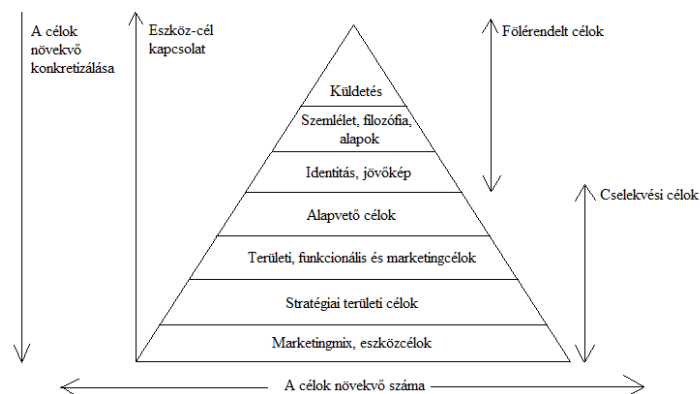 A célok
növekvő
konkretizálása
Eszköz-cél
kapcsolat
Fölérendelt célok
Küldetés
Szemlélet, filozófia,
alapok
Identitás, jövőkép
Cselekvési célok
Alapvető célok
Területi, funkcionális és marketingcélok
Stratégiai területi célok
Marketingmix, eszközcélok
A célok növekvő száma